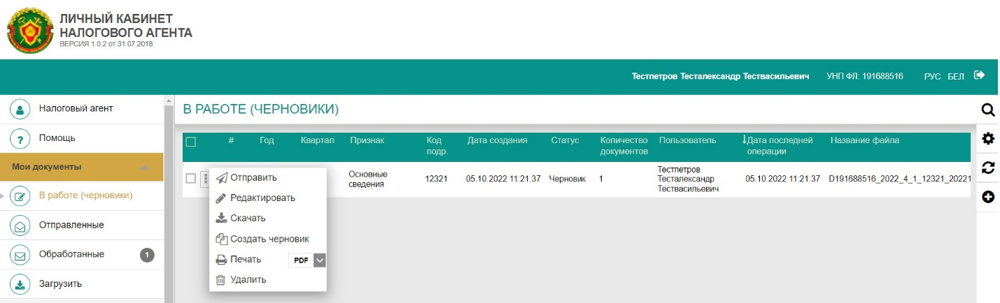 ЛИЧНЫЙ КАБИНЕТ
НАЛОГОВОГО АГЕНТА
ВЕРСИЯ 1.0.2 от 31.07.2018
Тестпетров Тесталександр Тествасильевич УНП ФЛ: 191688516 РУС БЕЛ
Налоговый агент
? Помощь
Мои документы
В работе (черновики)
Отправленные
Обработанные 1
Загрузить
В РАБОТЕ (ЧЕРНОВИКИ)
# Год Квартал Признак Код подр. Дата создания Статус Количество документов Пользователь ↓Дата последней операции Название файла
Основные сведения 12321 05.10.2022 11:21:37 Черновик 1 Тестпетров Тесталександр Тествасильевич 05.10.2022 11:21:37 D191688516_2022_4_1_12321_20221
Отправить
Редактировать
Скачать
Создать черновик
Печать PDF
Удалить